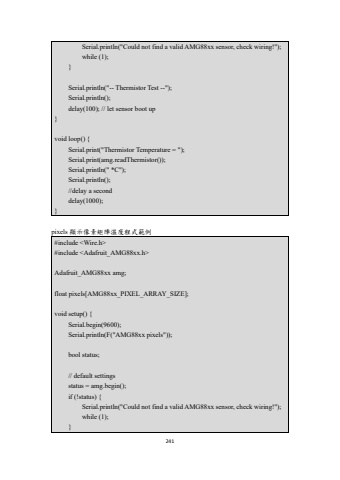 Serial.println("Could not find a valid AMG88xx sensor, check wiring!");
while (1);
}
Serial.println("-- Thermistor Test --");
Serial.println();
delay(100); // let sensor boot up
}
void loop() {
Serial.print("Thermistor Temperature = ");
Serial.print(amg.readThermistor());
Serial.println(" *C");
Serial.println();
//delay a second
delay(1000);
}
pixels 顯示像素矩陣溫度程式範例
#include <Wire.h>
#include <Adafruit_AMG88xx.h>
Adafruit_AMG88xx amg;
float pixels[AMG88xx_PIXEL_ARRAY_SIZE];
void setup() {
Serial.begin(9600);
Serial.println(F("AMG88xx pixels"));
bool status;
// default settings
status = amg.begin();
if (!status) {
Serial.println("Could not find a valid AMG88xx sensor, check wiring!");
while (1);
}
241